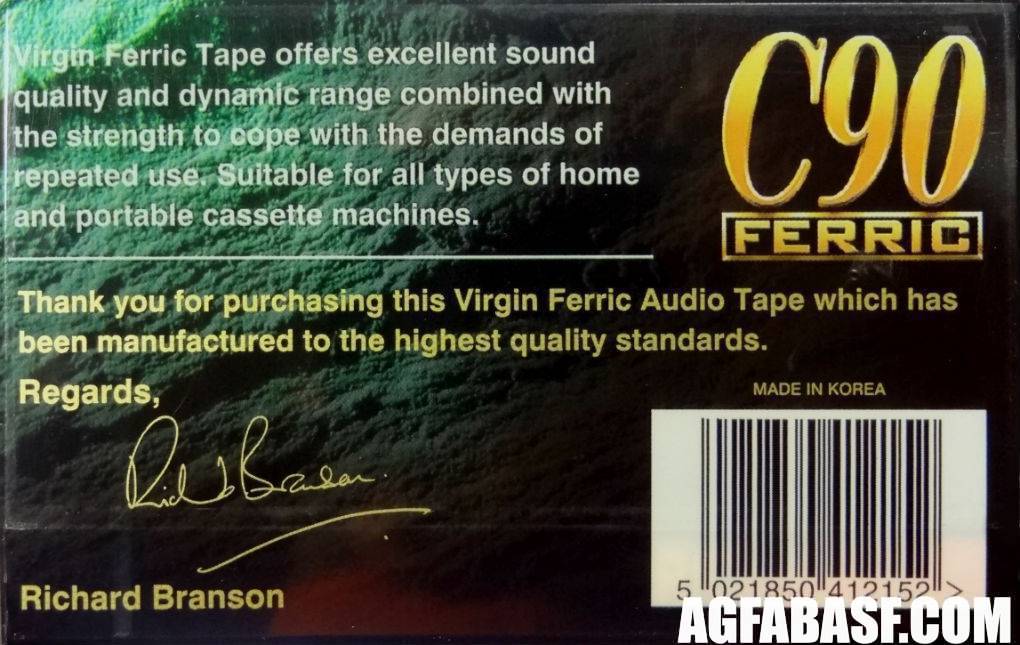 Virgin Ferric Tape offers excellent sound
quality and dynamic range combined with
the strength to cope with the demands of
repeated use. Suitable for all types of home
and portable cassette machines.
C90
FERRIC
Thank you for purchasing this Virgin Ferric Audio Tape which has
been manufactured to the highest quality standards.
Regards,
Richard Branson
Richard Branson
MADE IN KOREA
5 021850 412152 >
AGFABASF.COM